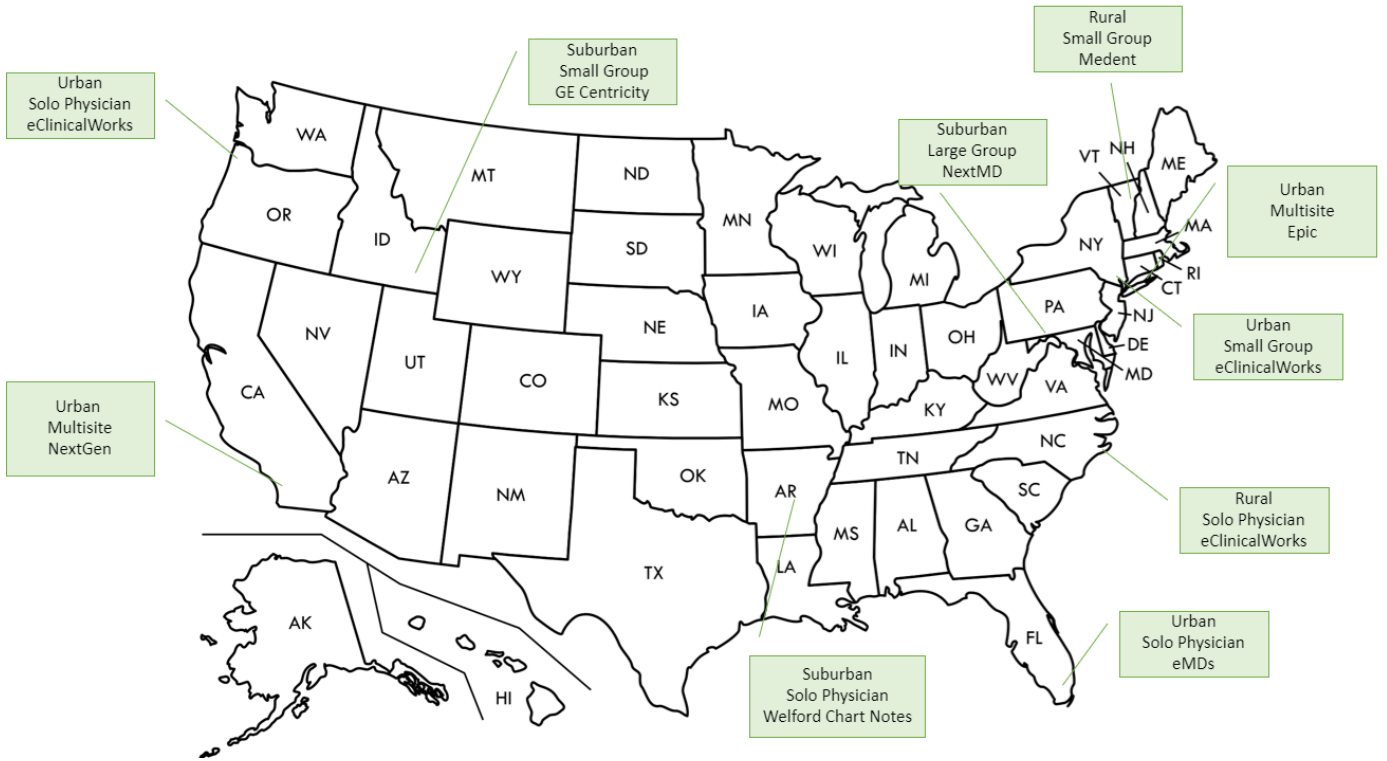 Rural
Small Group
Medent
Suburban
Small Group
GE Centricity
Urban
Solo Physician
eClinicalWorks
Suburban
Large Group
NextMD
Urban
Multisite
Epic
Urban
Small Group
eClinicalWorks
Urban
Multisite
NextGen
Rural
Solo Physician
eClinicalWorks
Urban
Solo Physician
eMDs
Suburban
Solo Physician
Welford Chart Notes
WA
MT
ND
MN
VT
NH
ME
OR
ID
SD
WI
MI
NY
MA
WY
RI
CT
IA
PA
NJ
NV
NE
OH
DE
UT
CO
IL
IN
WV
VA
MD
CA
KS
MO
KY
NC
TN
AZ
OK
AR
SC
NM
MS
AL
GA
TX
LA
AK
FL
HI